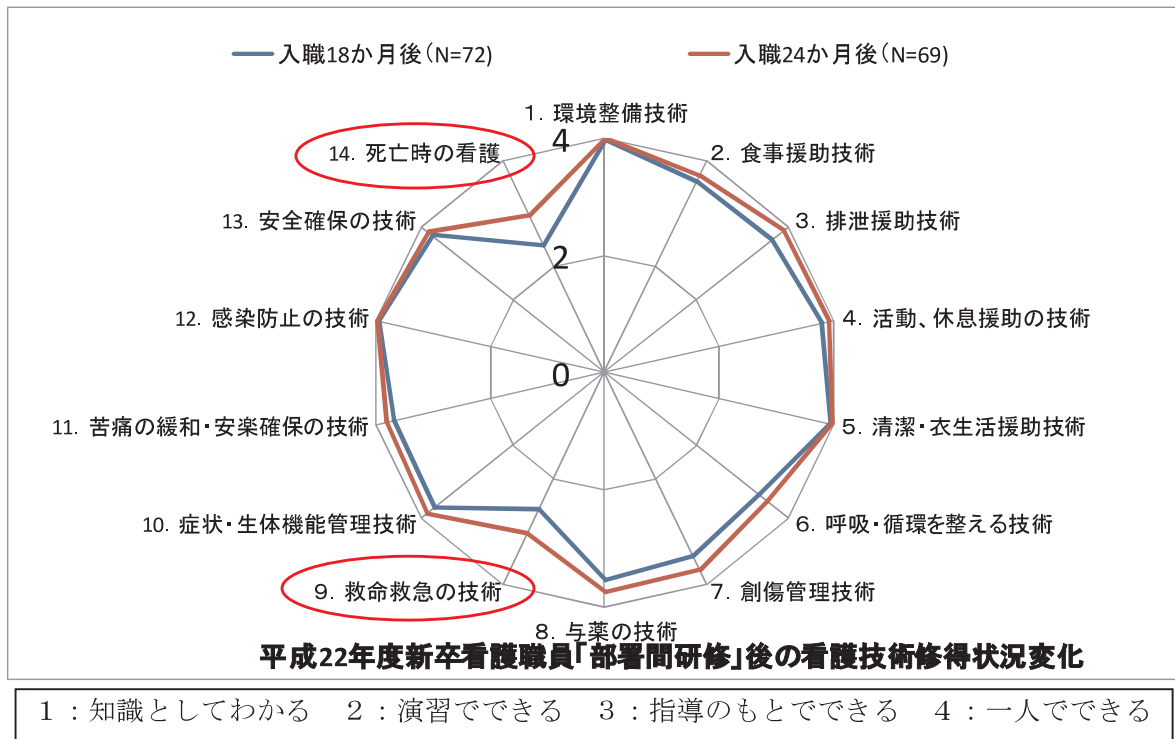 入職18か月後(N=72)
入職24か月後(N=69)
1. 環境整備技術
2. 食事援助技術
3. 排泄援助技術
4. 活動、休息援助の技術
5. 清潔・衣生活援助技術
6. 呼吸・循環を整える技術
7. 創傷管理技術
8. 与薬の技術
9. 救命救急の技術
10. 症状・生体機能管理技術
11. 苦痛の緩和・安楽確保の技術
12. 感染防止の技術
13. 安全確保の技術
14. 死亡時の看護
4
2
0
平成22年度新卒看護職員「部署間研修」後の看護技術修得状況変化
1：知識としてわかる 2：演習でできる 3：指導のもとでできる 4：一人でできる